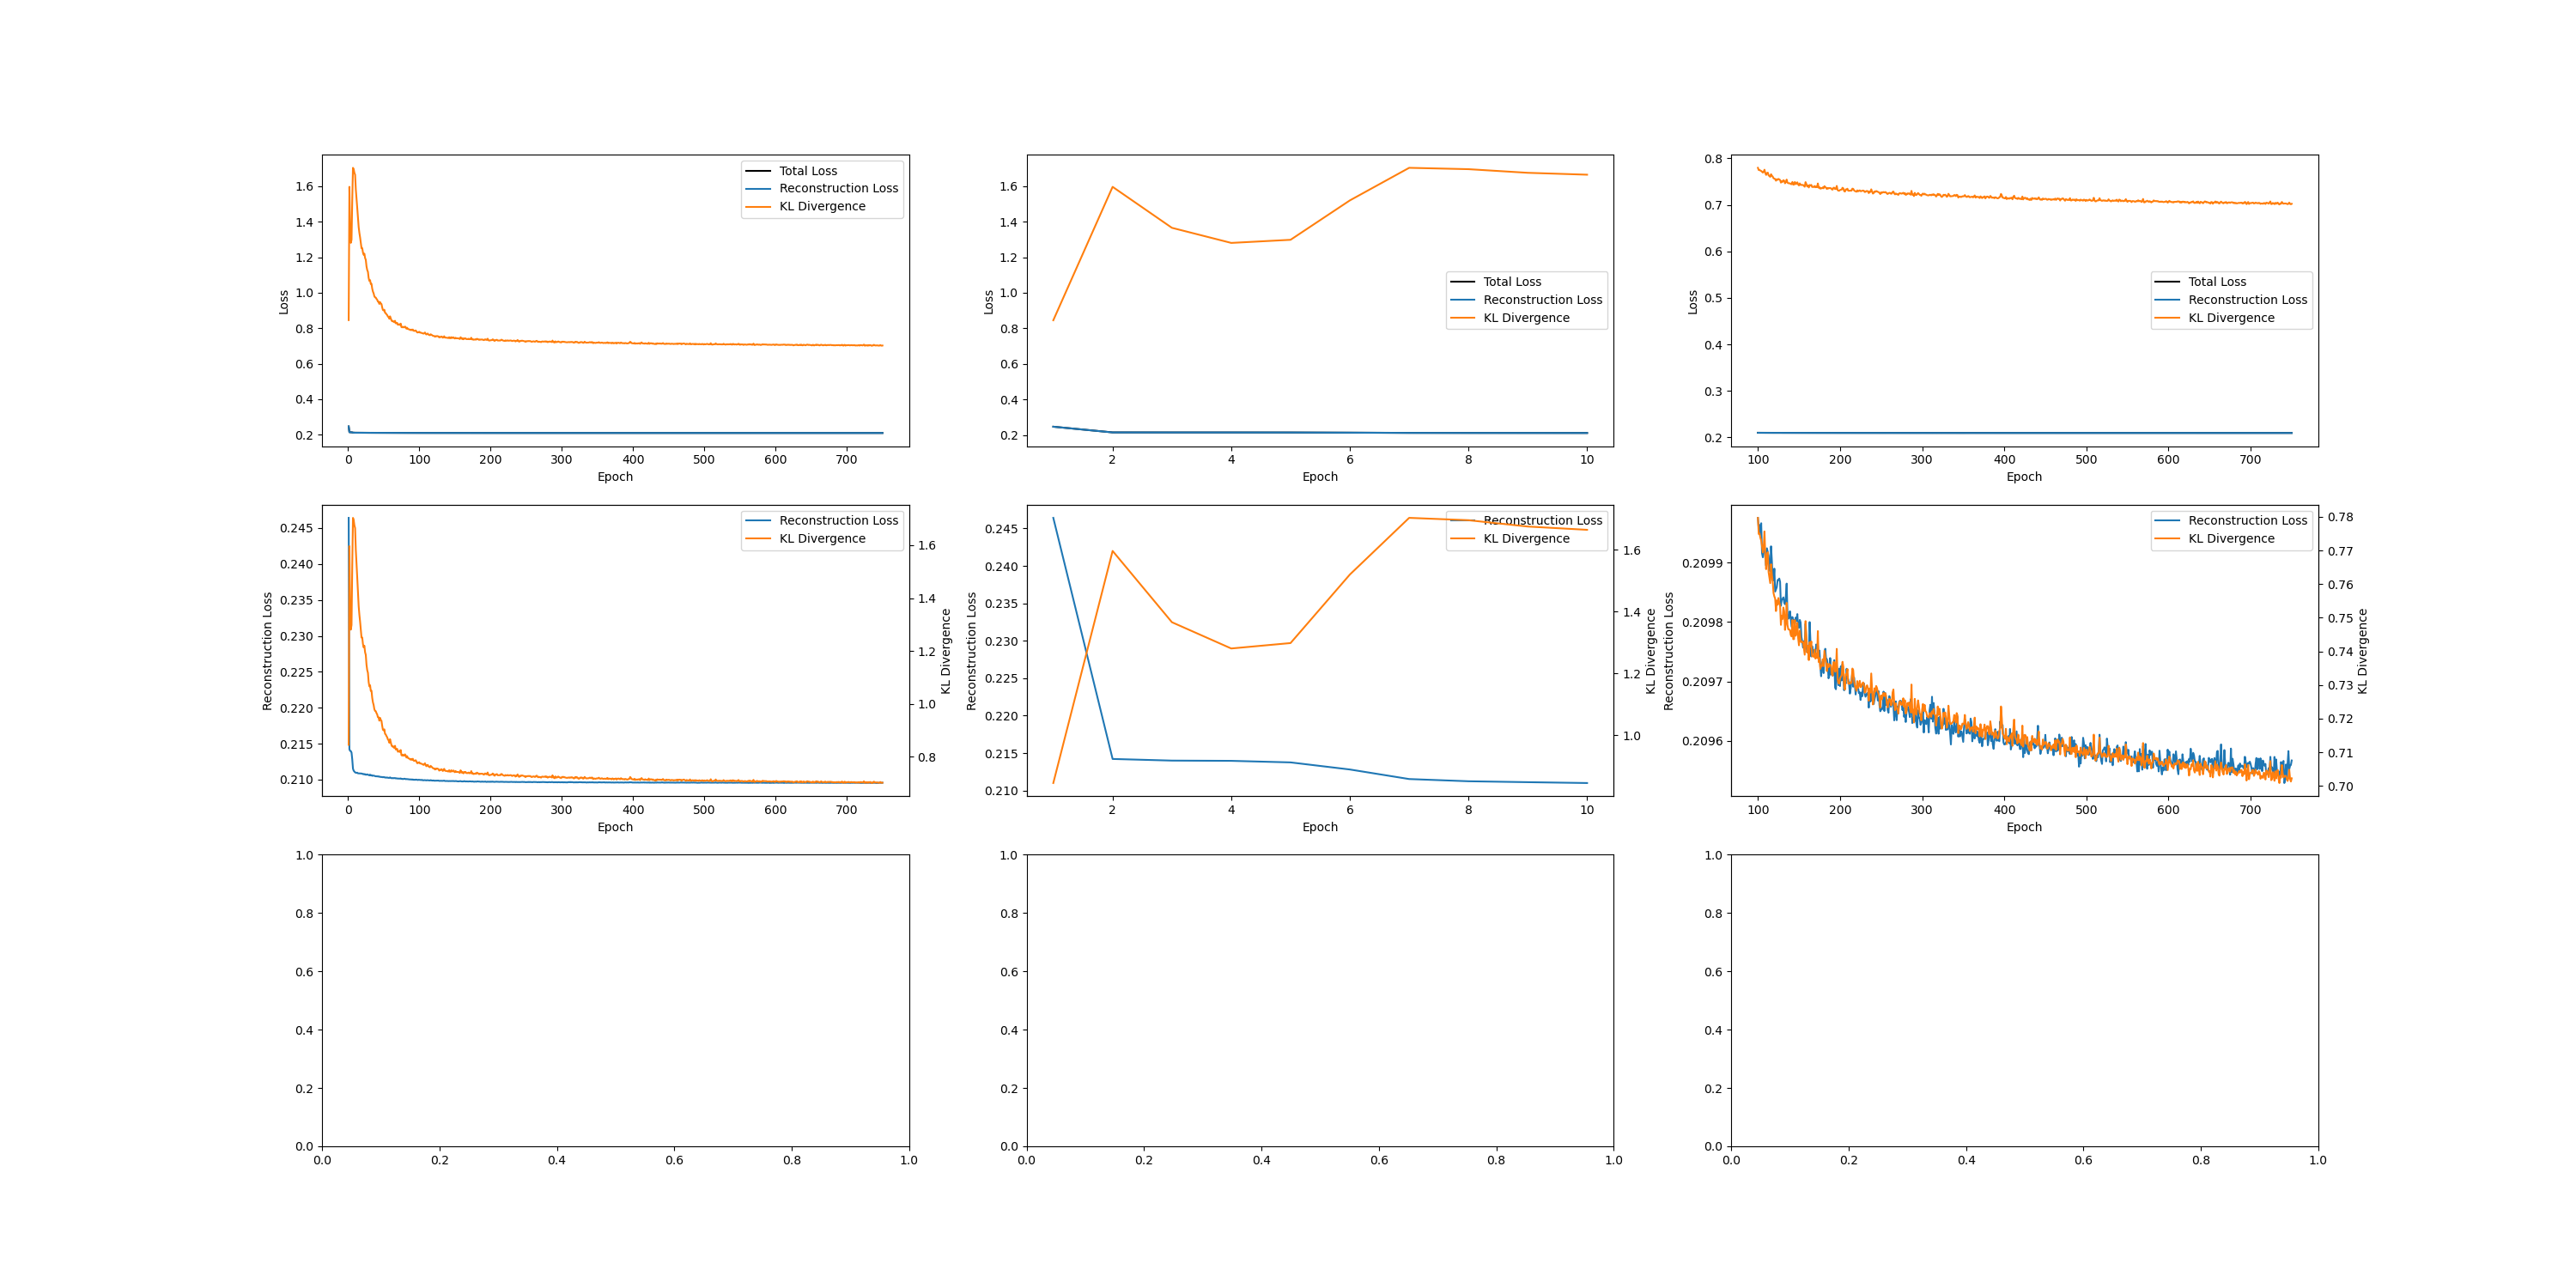 Total Loss
Reconstruction Loss
KL Divergence
Loss
1.6
1.4
1.2
1.0
0.8
0.6
0.4
0.2
0 100 200 300 400 500 600 700
Epoch
Total Loss
Reconstruction Loss
KL Divergence
Loss
1.6
1.4
1.2
1.0
0.8
0.6
0.4
0.2
2 4 6 8 10
Epoch
Total Loss
Reconstruction Loss
KL Divergence
Loss
0.8
0.7
0.6
0.5
0.4
0.3
0.2
100 200 300 400 500 600 700
Epoch
Reconstruction Loss
KL Divergence
Reconstruction Loss
0.245
0.240
0.235
0.230
0.225
0.220
0.215
0.210
1.6
1.4
1.2
1.0
0.8
KL Divergence
0 100 200 300 400 500 600 700
Epoch
Reconstruction Loss
KL Divergence
Reconstruction Loss
0.245
0.240
0.235
0.230
0.225
0.220
0.215
0.210
1.6
1.4
1.2
1.0
KL Divergence
2 4 6 8 10
Epoch
Reconstruction Loss
KL Divergence
Reconstruction Loss
0.2099
0.2098
0.2097
0.2096
0.78
0.77
0.76
0.75
0.74
0.73
0.72
0.71
0.70
KL Divergence
100 200 300 400 500 600 700
Epoch
1.0
0.8
0.6
0.4
0.2
0.0
0.0 0.2 0.4 0.6 0.8 1.0
1.0
0.8
0.6
0.4
0.2
0.0
0.0 0.2 0.4 0.6 0.8 1.0
1.0
0.8
0.6
0.4
0.2
0.0
0.0 0.2 0.4 0.6 0.8 1.0